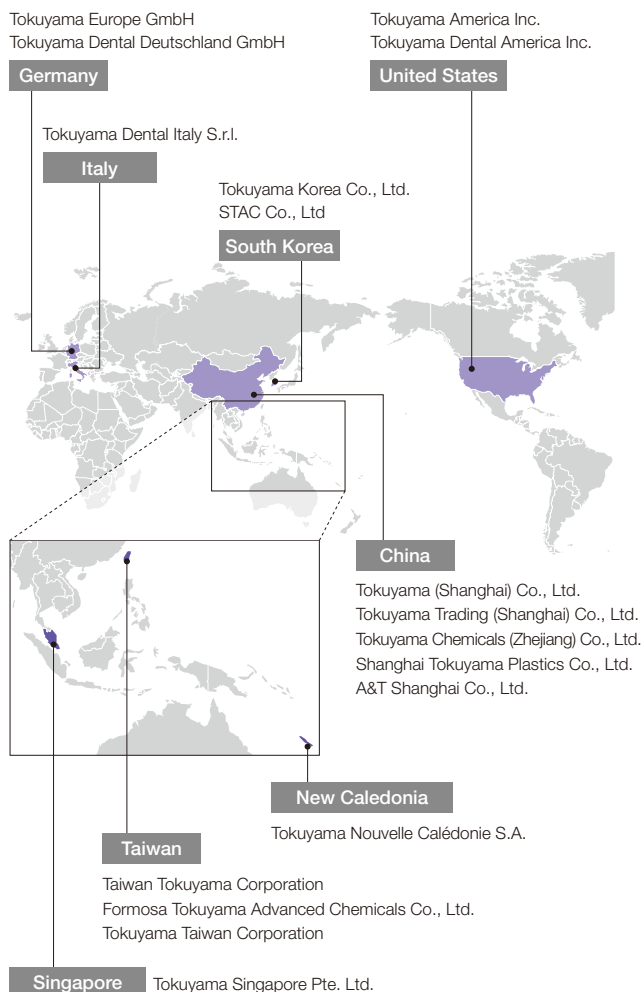 Tokuyama Europe GmbH
Tokuyama Dental Deutschland GmbH
Germany
Tokuyama America Inc.
Tokuyama Dental America Inc.
United States
Tokuyama Dental Italy S.r.l.
Italy
Tokuyama Korea Co., Ltd.
STAC Co., Ltd
South Korea
China
Tokuyama (Shanghai) Co., Ltd.
Tokuyama Trading (Shanghai) Co., Ltd.
Tokuyama Chemicals (Zhejiang) Co., Ltd.
Shanghai Tokuyama Plastics Co., Ltd.
A&T Shanghai Co., Ltd.
New Caledonia
Tokuyama Nouvelle Calédonie S.A.
Taiwan
Taiwan Tokuyama Corporation
Formosa Tokuyama Advanced Chemicals Co., Ltd.
Tokuyama Taiwan Corporation
Singapore
Tokuyama Singapore Pte. Ltd.